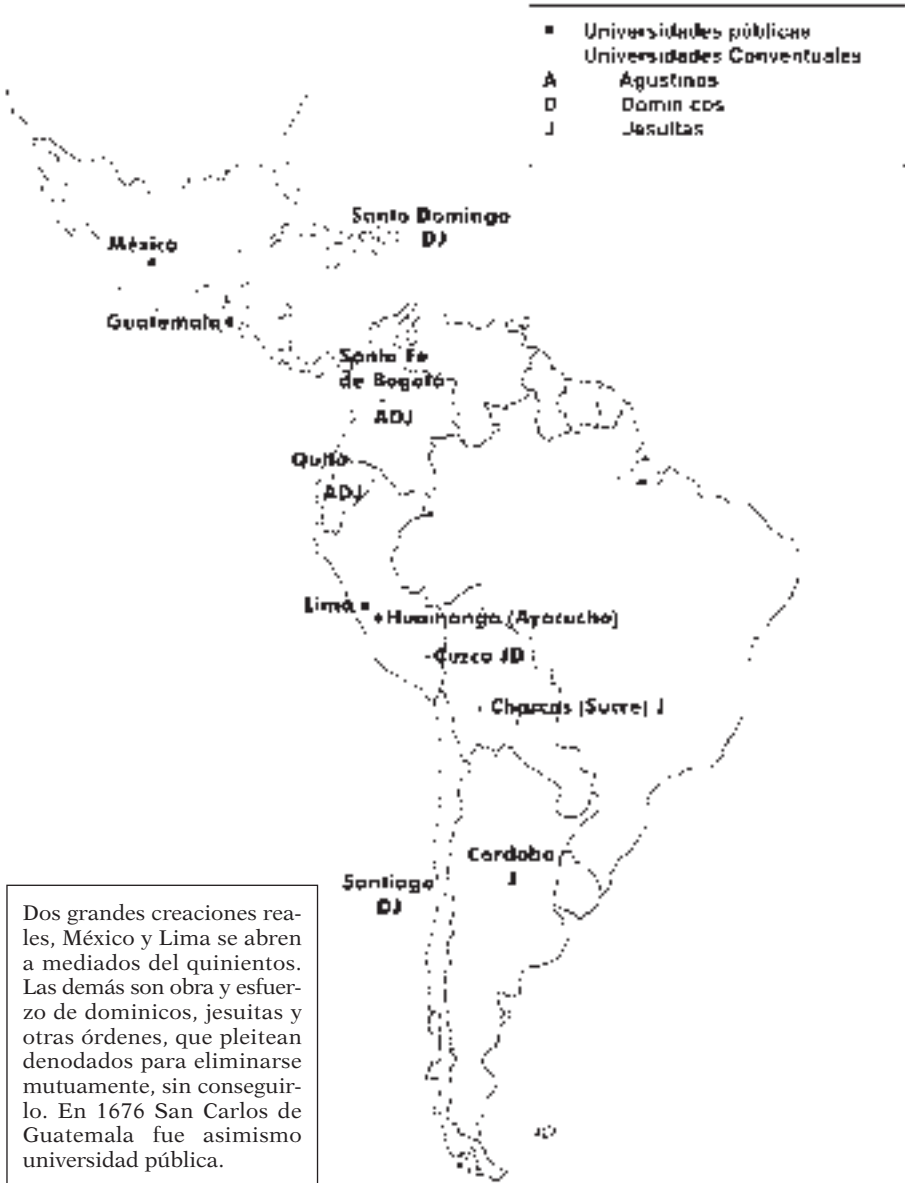 Universidades públicas
Universidades Conventuales
A Agustinos
D Domin cos
J Jesuitas
Santo Domingo
DJ
México
Guatemala
Santa Fe
de Bogotá
ADJ
Quito
ADJ
Lima
Huamanga (Ayacucho)
Cuzco JD
Charcas (Sucre) J
Cordoba
J
Santiago
DJ
Dos grandes creaciones rea-
les, México y Lima se abren
a mediados del quinientos.
Las demás son obra y esfuer-
zo de dominicos, jesuitas y
otras órdenes, que pleitean
denodados para eliminarse
mutuamente, sin conseguir-
lo. En 1676 San Carlos de
Guatemala fue asimismo
universidad pública.